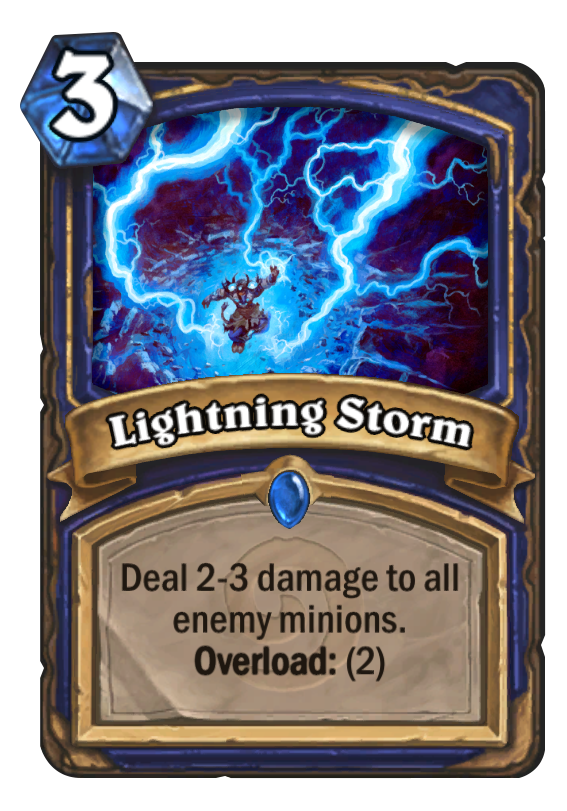 3
Lightning Storm
Deal 2-3 damage to all
enemy minions.
Overload: (2)